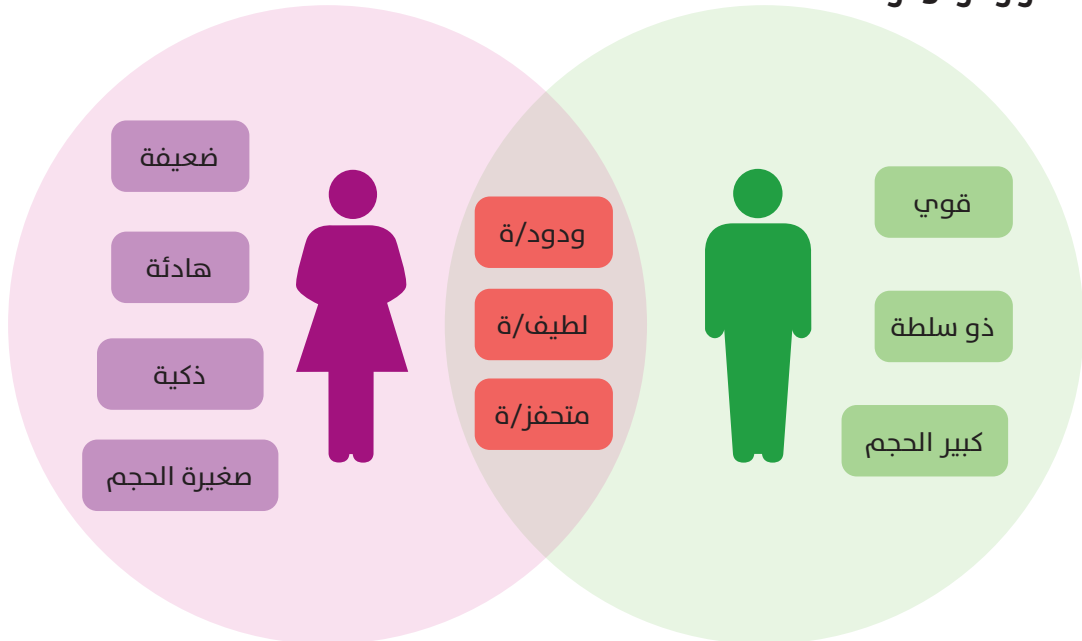 قوي
ذو سلطة
كبير الحجم
ودود/ة
لطيف/ة
متحفز/ة
ضعيفة
هادئة
ذكية
صغيرة الحجم